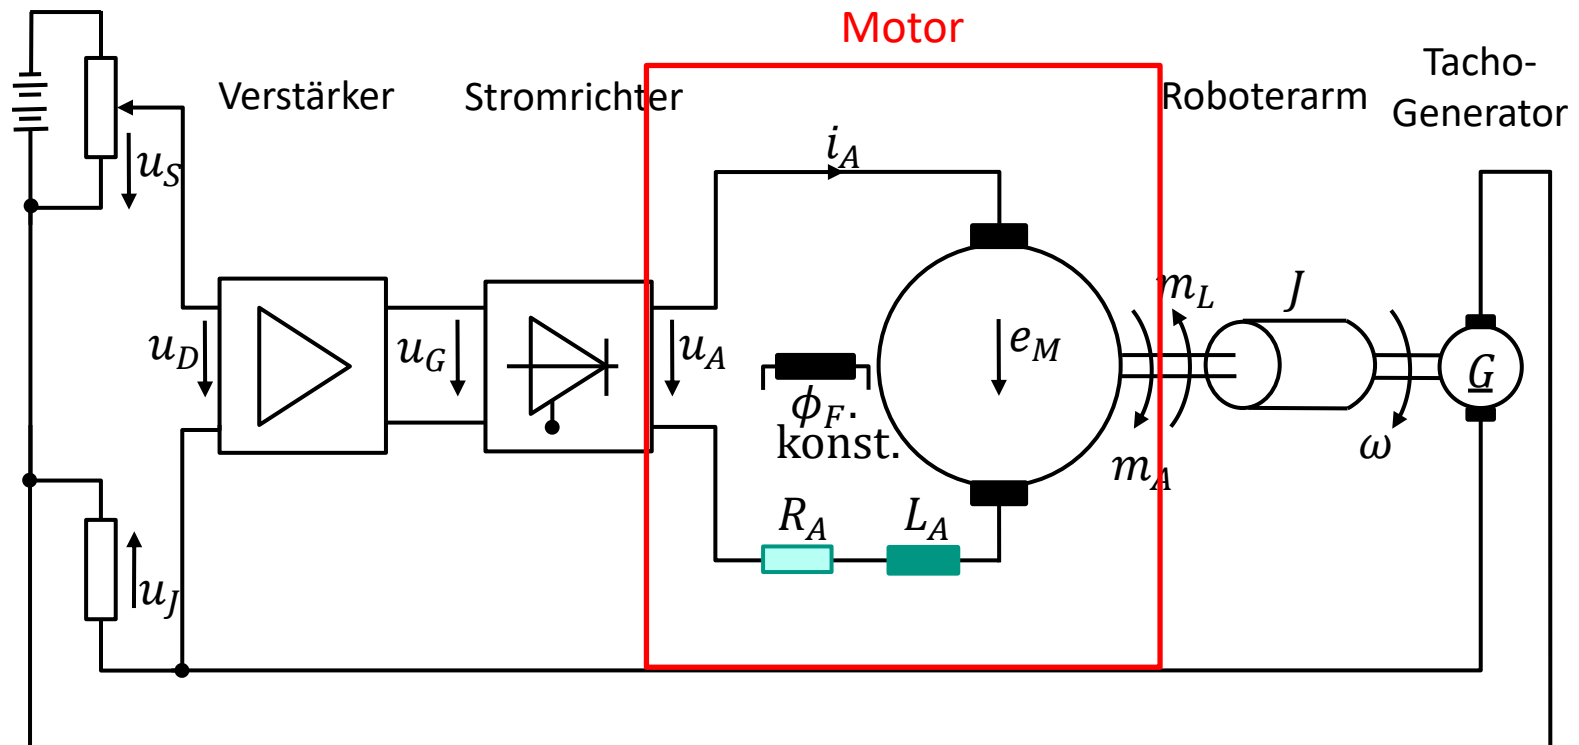 Motor
Verstärker
Stromrichter
Roboterarm
Tacho-
Generator
u_S
i_A
u_D
u_G
u_A
e_M
m_L
J
G
ϕ_F.
konst.
m_A
ω
R_A
L_A
u_J